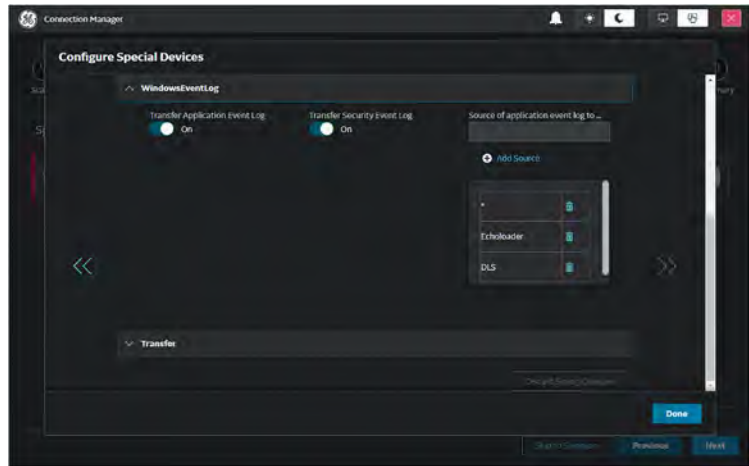 Connection Manager
Configure Special Devices
WindowsEventLog
Transfer Application Event Log
Transfer Security Event Log
Source of application event log to ...
On
On
Add Source
*
Echoloader
DLS
Transfer
Done
Previous
Next